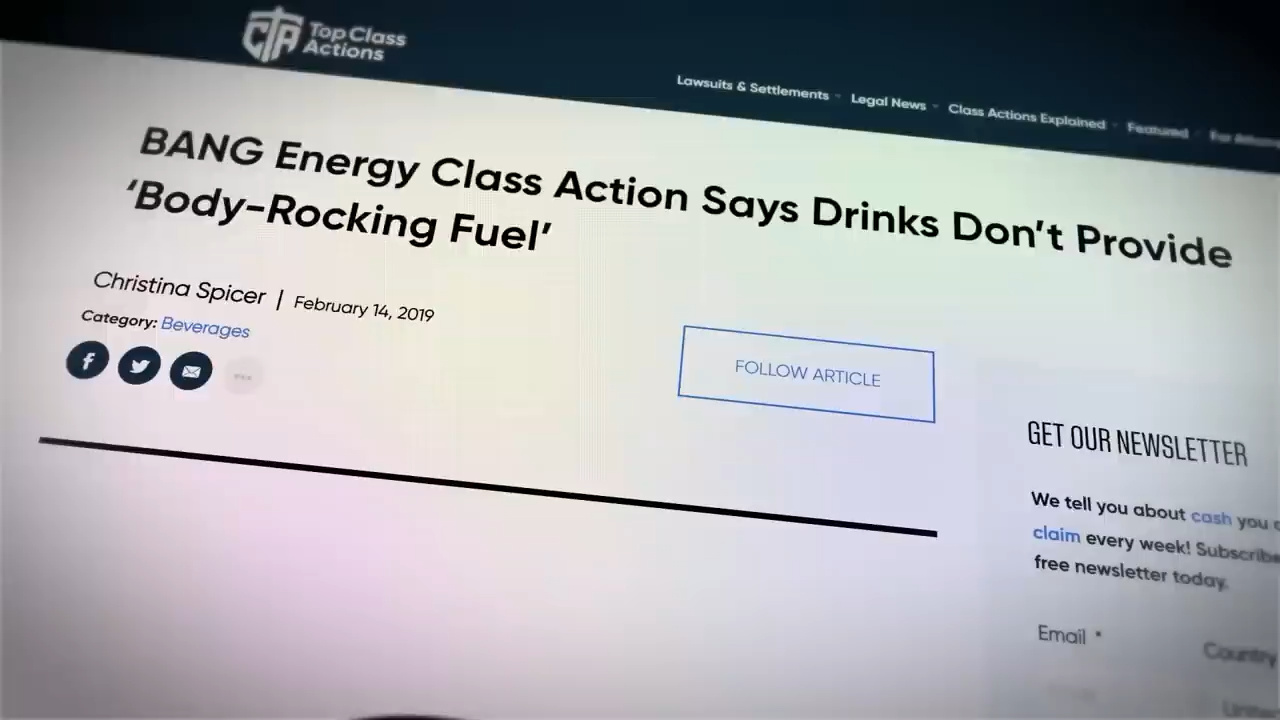 Top Class
Actions
Lawsuits & Settlements
Legal News
Class Actions Explained
Featured
For
BANG Energy Class Action Says Drinks Don't Provide
'Body-Rocking Fuel'
Christina Spicer | February 14, 2019
Category: Beverages
FOLLOW ARTICLE
GET OUR NEWSLETTER
We tell you about cash you
claim every week! Subscribe
free newsletter today.
Email *
Country